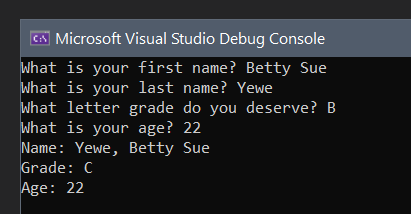 Microsoft Visual Studio Debug Console
What is your first name? Betty Sue
What is your last name? Yewe
What letter grade do you deserve? B
What is your age? 22
Name: Yewe, Betty Sue
Grade: C
Age: 22